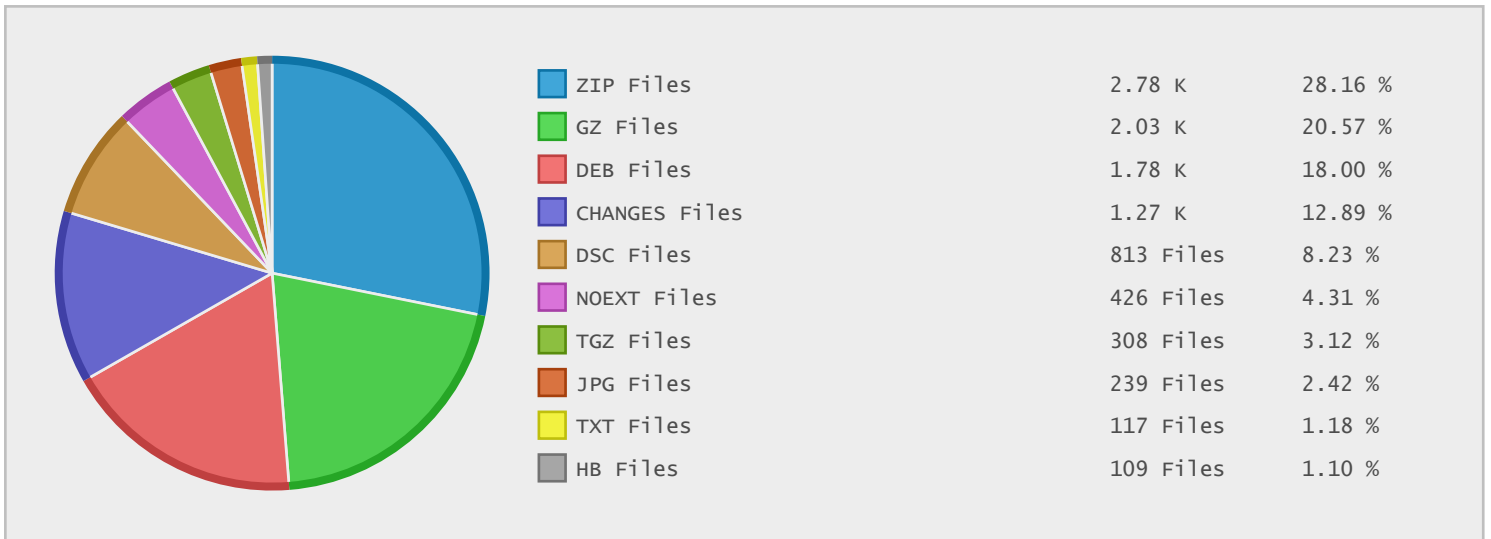 ZIP Files 2.78 K 28.16 %
GZ Files 2.03 K 20.57 %
DEB Files 1.78 K 18.00 %
CHANGES Files 1.27 K 12.89 %
DSC Files 813 Files 8.23 %
NOEXT Files 426 Files 4.31 %
TGZ Files 308 Files 3.12 %
JPG Files 239 Files 2.42 %
TXT Files 117 Files 1.18 %
HB Files 109 Files 1.10 %